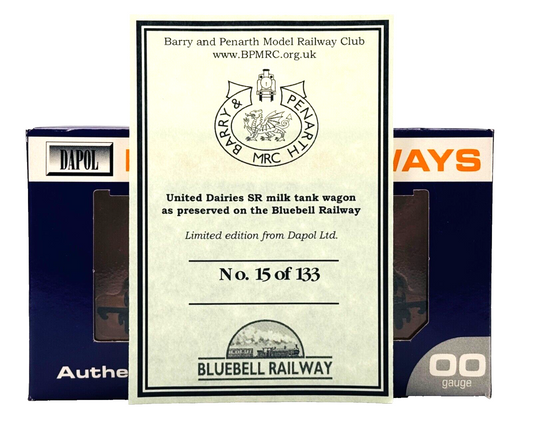 Barry and Penarth Model Railway Club
www.BPMRC.org.uk
BARRY & PENARTH
MRC
United Dairies SR milk tank wagon
as preserved on the Bluebell Railway
Limited edition from Dapol Ltd.
No. 15 of 133
BLUEBELL RAILWAY
DAPOL
WAYS
Authe
OO
gauge